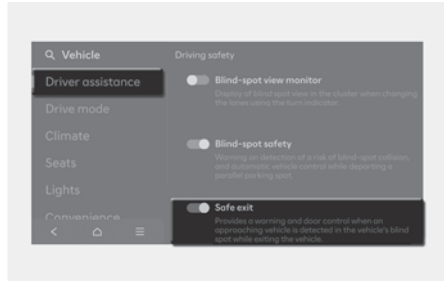 Vehicle
Driver assistance
Drive mode
Climate
Seats
Lights
Convenience
Driving safety
Blind-spot view monitor
Display of blind spot view in the cluster when changing
the lanes using the turn indicator.
Blind-spot safety
Warning on detection of a risk of blind-spot collision,
and automatic vehicle control while departing a
parallel parking spot.
Safe exit
Provides a warning and door control when an
approaching vehicle is detected in the vehicle's blind
spot while exiting the vehicle.